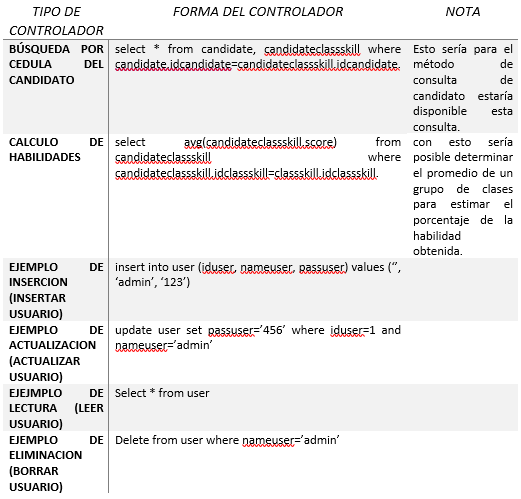 TIPO DE
CONTROLADOR
FORMA DEL CONTROLADOR
NOTA
BÚSQUEDA POR
CEDULA DEL
CANDIDATO
select * from candidate, candidateclassskill where
candidate.idcandidate=candidateclassskill.idcandidate.
Esto sería para el
método de
consulta de
candidato estaría
disponible esta
consulta.
CALCULO DE
HABILIDADES
select avg(candidateclassskill.score) from
candidateclassskill where
candidateclassskill.idclassskill=classskill.idclassskill.
con esto sería
posible determinar
el promedio de un
grupo de clases
para estimar el
porcentaje de la
habilidad
obtenida.
EJEMPLO DE
INSERCION
(INSERTAR
USUARIO)
insert into user (iduser, nameuser, passuser) values (‘’,
‘admin’, ‘123’)
EJEMPLO DE
ACTUALIZACION
(ACTUALIZAR
USUARIO)
update user set passuser=’456’ where iduser=1 and
nameuser=’admin’
EJEJMPLO DE
LECTURA (LEER
USUARIO)
Select * from user
EJEMPLO DE
ELIMINACION
(BORRAR
USUARIO)
Delete from user where nameuser=’admin’